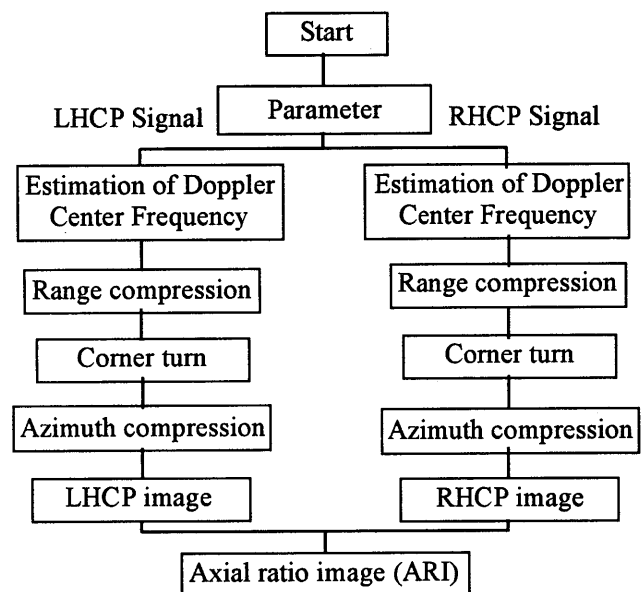 Start
Parameter
LHCP Signal
RHCP Signal
Estimation of Doppler
Center Frequency
Range compression
Corner turn
Azimuth compression
LHCP image
Estimation of Doppler
Center Frequency
Range compression
Corner turn
Azimuth compression
RHCP image
Axial ratio image (ARI)